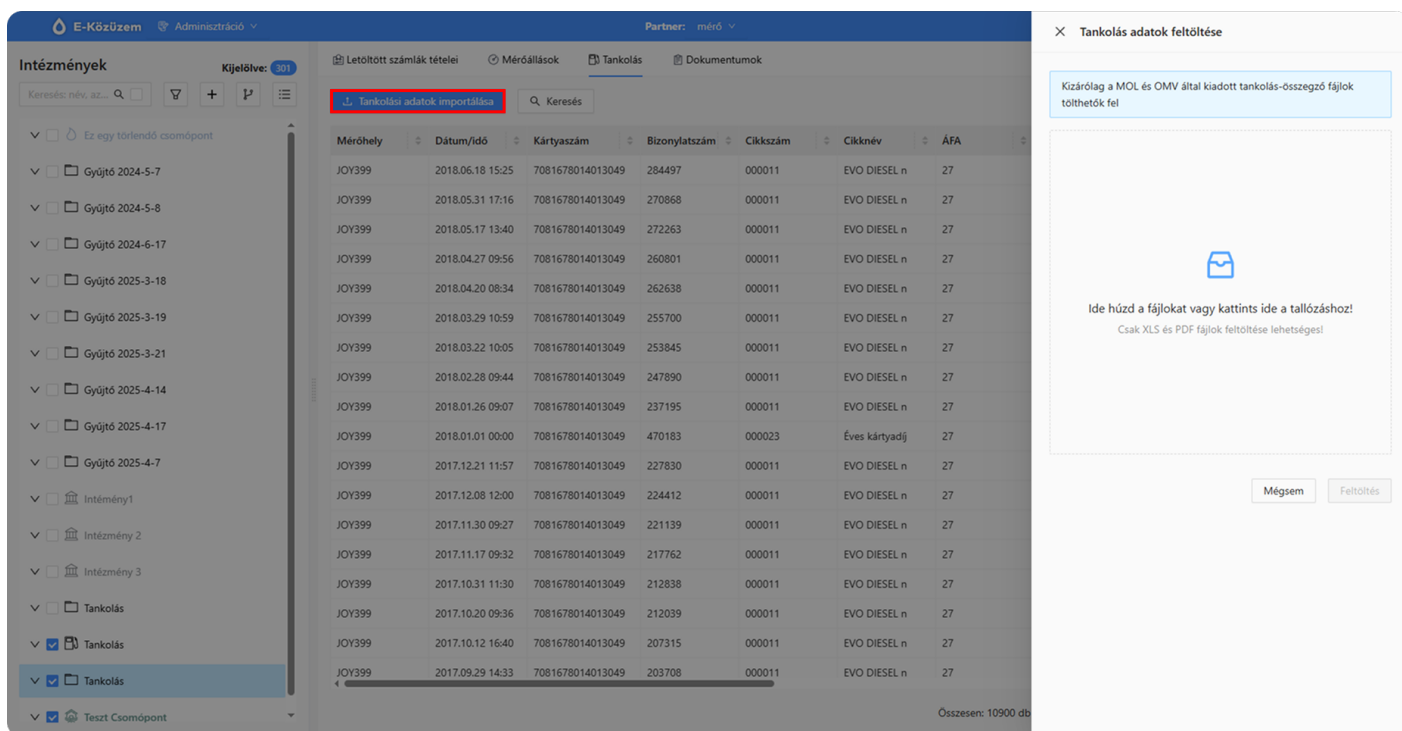 E-Közüzem Adminisztráció Partner: mérő
Intézmények Kijelölve: 301
Keresés: név, az...
Ez egy törlendő csomópont
Gyűjtó 2024-5-7
Gyűjtó 2024-5-8
Gyűjtó 2024-6-17
Gyűjtó 2025-3-18
Gyűjtó 2025-3-19
Gyűjtó 2025-3-21
Gyűjtó 2025-4-14
Gyűjtó 2025-4-17
Gyűjtó 2025-4-7
Intémény1
Intézmény 2
Intézmény 3
Tankolás
Tankolás
Tankolás
Teszt Csomópont
Letöltött számlák tételei Mérőállások Tankolás Dokumentumok
Tankolási adatok importálása Keresés
Mérőhely Dátum/idó Kártyaszám Bizonylatszám Cikkszám Cikknév ÁFA
JOY399 2018.06.18 15:25 7081678014013049 284497 000011 EVO DIESEL n 27
JOY399 2018.05.31 17:16 7081678014013049 270868 000011 EVO DIESEL n 27
JOY399 2018.05.17 13:40 7081678014013049 272263 000011 EVO DIESEL n 27
JOY399 2018.04.27 09:56 7081678014013049 260801 000011 EVO DIESEL n 27
JOY399 2018.04.20 08:34 7081678014013049 262638 000011 EVO DIESEL n 27
JOY399 2018.03.29 10:59 7081678014013049 255700 000011 EVO DIESEL n 27
JOY399 2018.03.22 10:05 7081678014013049 253845 000011 EVO DIESEL n 27
JOY399 2018.02.28 09:44 7081678014013049 247890 000011 EVO DIESEL n 27
JOY399 2018.01.26 09:07 7081678014013049 237195 000011 EVO DIESEL n 27
JOY399 2018.01.01 00:00 7081678014013049 470183 000023 Éves kártyadíj 27
JOY399 2017.12.21 11:57 7081678014013049 227830 000011 EVO DIESEL n 27
JOY399 2017.12.08 12:00 7081678014013049 224412 000011 EVO DIESEL n 27
JOY399 2017.11.30 09:27 7081678014013049 221139 000011 EVO DIESEL n 27
JOY399 2017.11.17 09:32 7081678014013049 217762 000011 EVO DIESEL n 27
JOY399 2017.10.31 11:30 7081678014013049 212838 000011 EVO DIESEL n 27
JOY399 2017.10.20 09:36 7081678014013049 212039 000011 EVO DIESEL n 27
JOY399 2017.10.12 16:40 7081678014013049 207315 000011 EVO DIESEL n 27
JOY399 2017.09.29 14:33 7081678014013049 203708 000011 EVO DIESEL n 27
Összesen: 10900 db
Tankolás adatok feltöltése
Kizárólag a MOL és OMV által kiadott tankolás-összegző fájlok
tölthetők fel
Ide húzd a fájlokat vagy kattints ide a tallózáshoz!
Csak XLS és PDF fájlok feltöltése lehetséges!
Mégsem Feltöltés